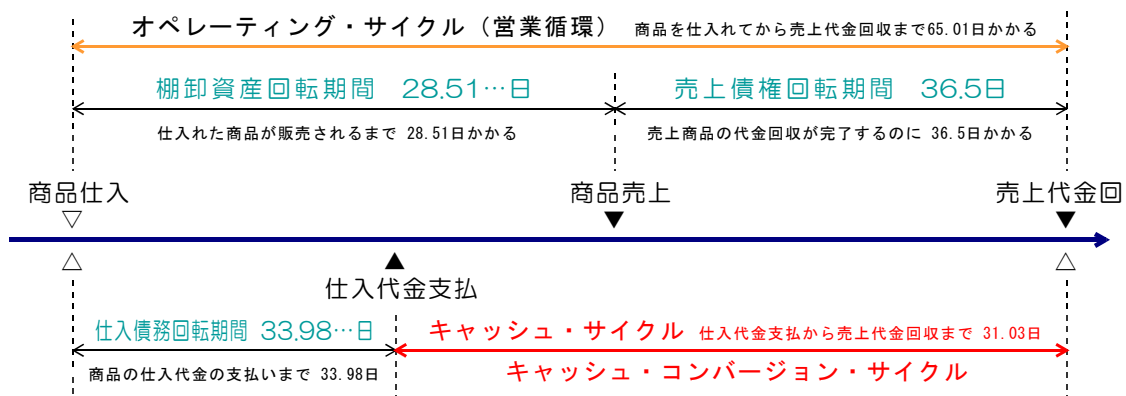 オペレーティング・サイクル（営業循環） 商品を仕入れてから売上代金回収まで65.01日かかる
棚卸資産回転期間 28.51…日 売上債権回転期間 36.5日
仕入れた商品が販売されるまで 28.51日かかる 売上商品の代金回収が完了するのに 36.5日かかる
商品仕入 商品売上 売上代金回
▽ ▼ ▼
△ ▲ △
仕入代金支払
仕入債務回転期間 33.98…日 キャッシュ・サイクル 仕入代金支払から売上代金回収まで 31.03日
商品の仕入代金の支払いまで 33.98日 キャッシュ・コンバージョン・サイクル